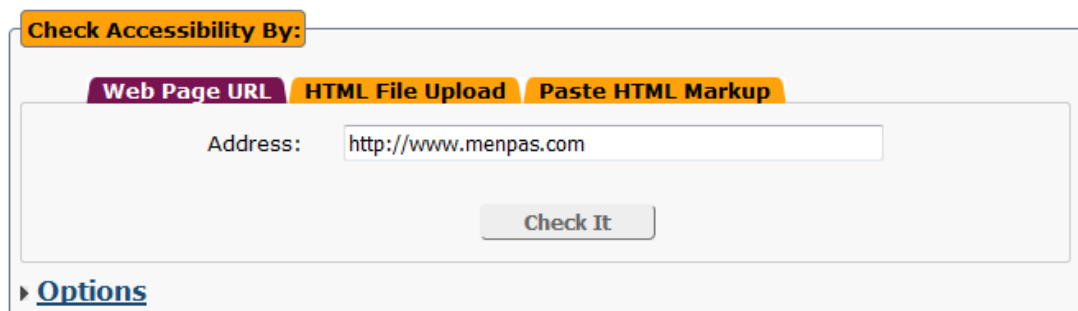 Check Accessibility By:
Web Page URL HTML File Upload Paste HTML Markup
Address: http://www.menpas.com
Check It
Options